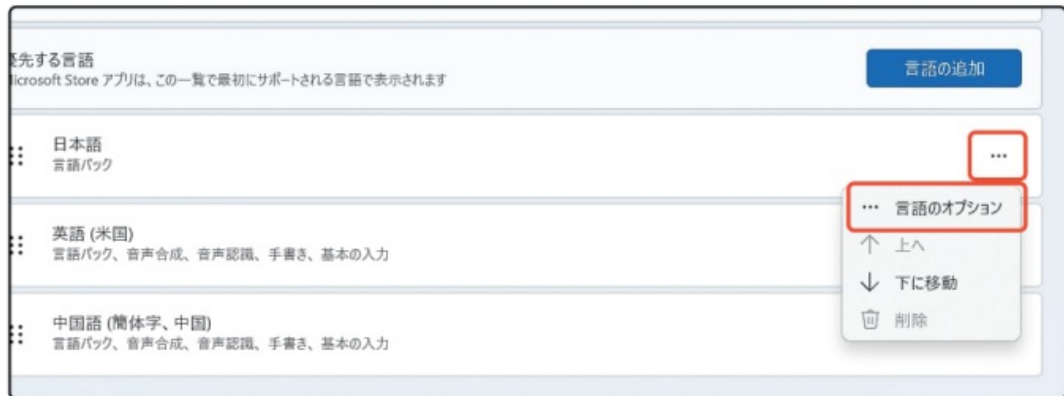 優先する言語
Microsoft Store アプリは、この一覧で最初にサポートされる言語で表示されます
言語の追加
日本語
言語パック
言語のオプション
上へ
下に移動
削除
英語 (米国)
言語パック、音声合成、音声認識、手書き、基本の入力
中国語 (簡体字、中国)
言語パック、音声合成、音声認識、手書き、基本の入力